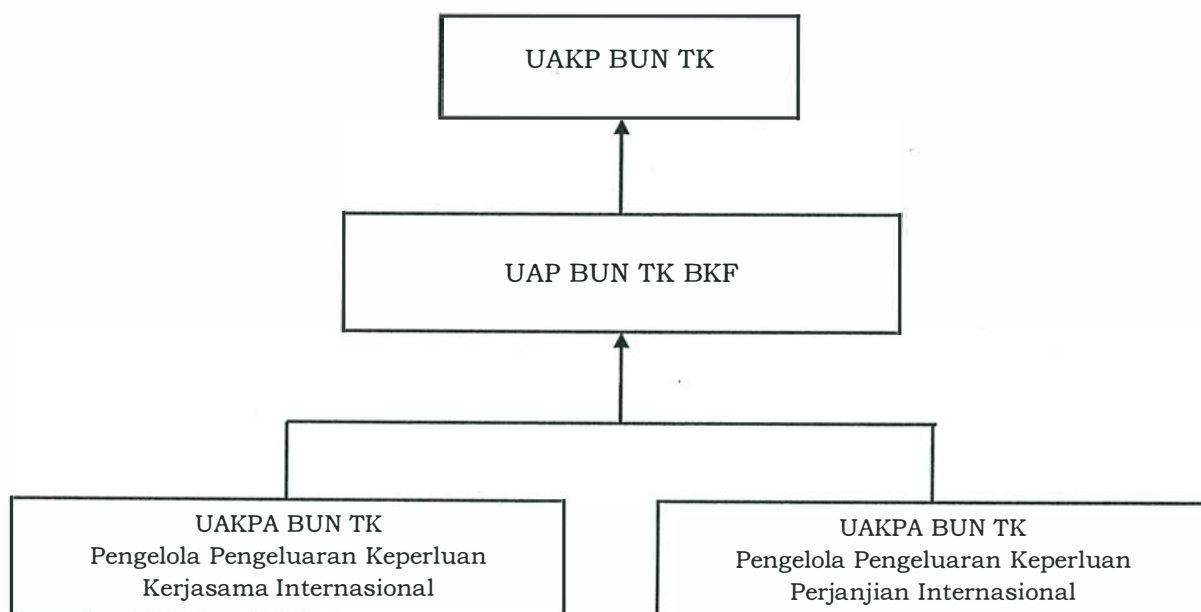 UAKP BUN TK
UAP BUN TK BKF
UAKPA BUN TK
Pengelola Pengeluaran Keperluan
Kerjasama Internasional
UAKPA BUN TK
Pengelola Pengeluaran Keperluan
Perjanjian Internasional